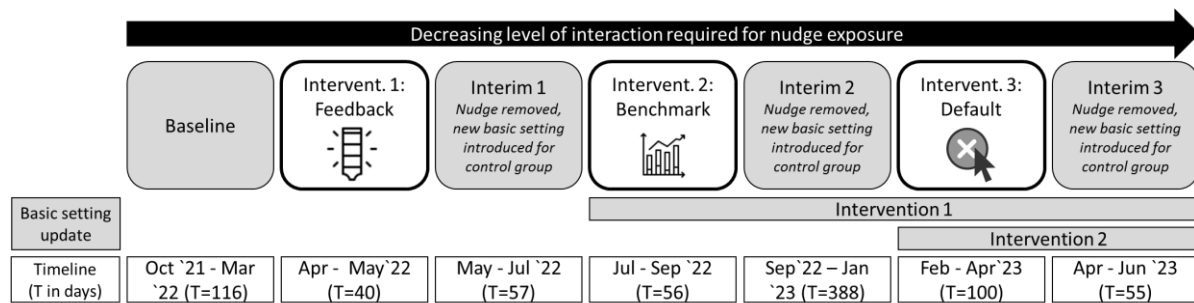 Decreasing level of interaction required for nudge exposure
Baseline
Intervent. 1:
Feedback
Interim 1
Nudge removed,
new basic setting
introduced for
control group
Intervent. 2:
Benchmark
Interim 2
Nudge removed,
new basic setting
introduced for
control group
Intervent. 3:
Default
Interim 3
Nudge removed,
new basic setting
introduced for
control group
Basic setting
update
Intervention 1
Intervention 2
Timeline
(T in days)
Oct `21 - Mar
`22 (T=116)
Apr - May`22
(T=40)
May - Jul `22
(T=57)
Jul - Sep `22
(T=56)
Sep`22 – Jan
`23 (T=388)
Feb - Apr`23
(T=100)
Apr - Jun `23
(T=55)